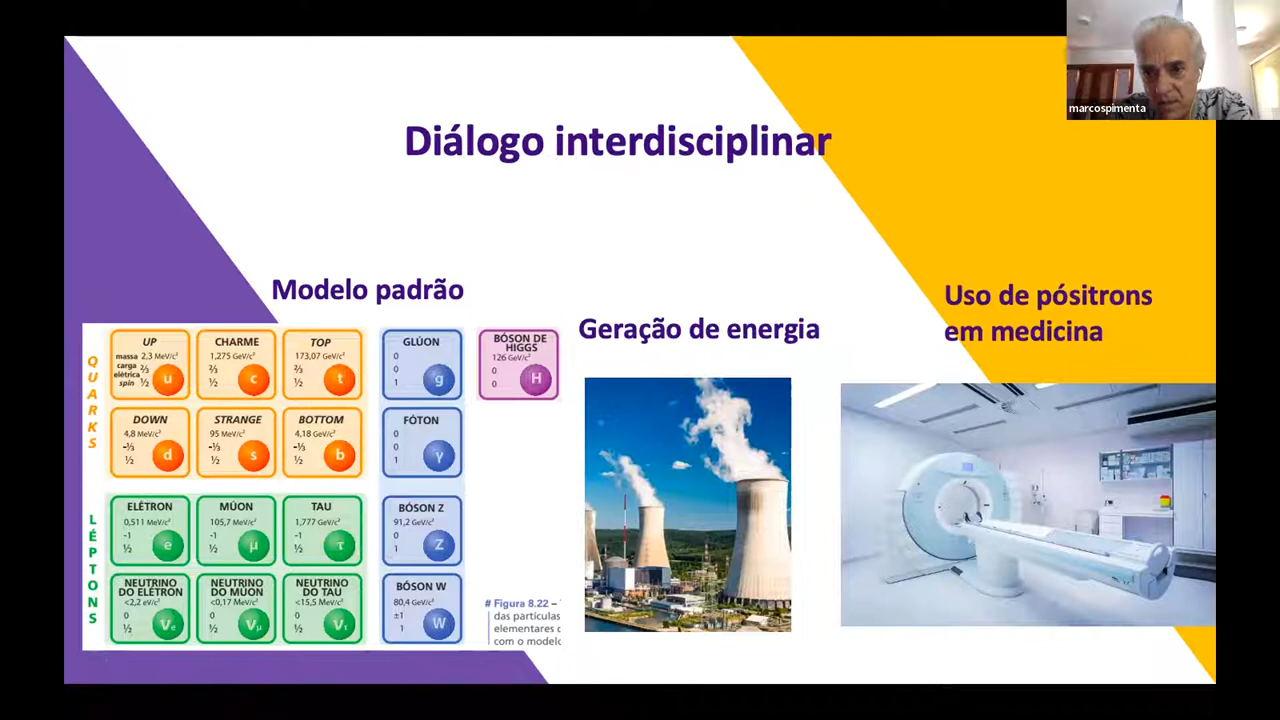 marcospimenta
Diálogo interdisciplinar
Modelo padrão
Geração de energia
Uso de pósitrons
em medicina
QUARKS
UP
massa 2,3 MeV/c²
carga elétrica ⅔
spin ½
u
CHARME
1,275 GeV/c²
⅔
½
c
TOP
173,07 GeV/c²
⅔
½
t
GLÚON
0
0
1
g
BÓSON DE
HIGGS
126 GeV/c²
0
0
H
DOWN
4,8 MeV/c²
-⅓
½
d
STRANGE
95 MeV/c²
-⅓
½
s
BOTTOM
4,18 GeV/c²
-⅓
½
b
FÓTON
0
0
1
γ
LÉPTONS
ELÉTRON
0,511 MeV/c²
-1
½
e
MÚON
105,7 MeV/c²
-1
½
μ
TAU
1,777 GeV/c²
-1
½
τ
BÓSON Z
91,2 GeV/c²
0
1
Z
NEUTRINO
DO ELÉTRON
<2,2 eV/c²
0
½
νe
NEUTRINO
DO MÚON
<0,17 MeV/c²
0
½
νμ
NEUTRINO
DO TAU
<15,5 MeV/c²
0
½
ντ
BÓSON W
80,4 GeV/c²
±1
1
W
# Figura 8.22 –
das partículas
elementares
com o modelo